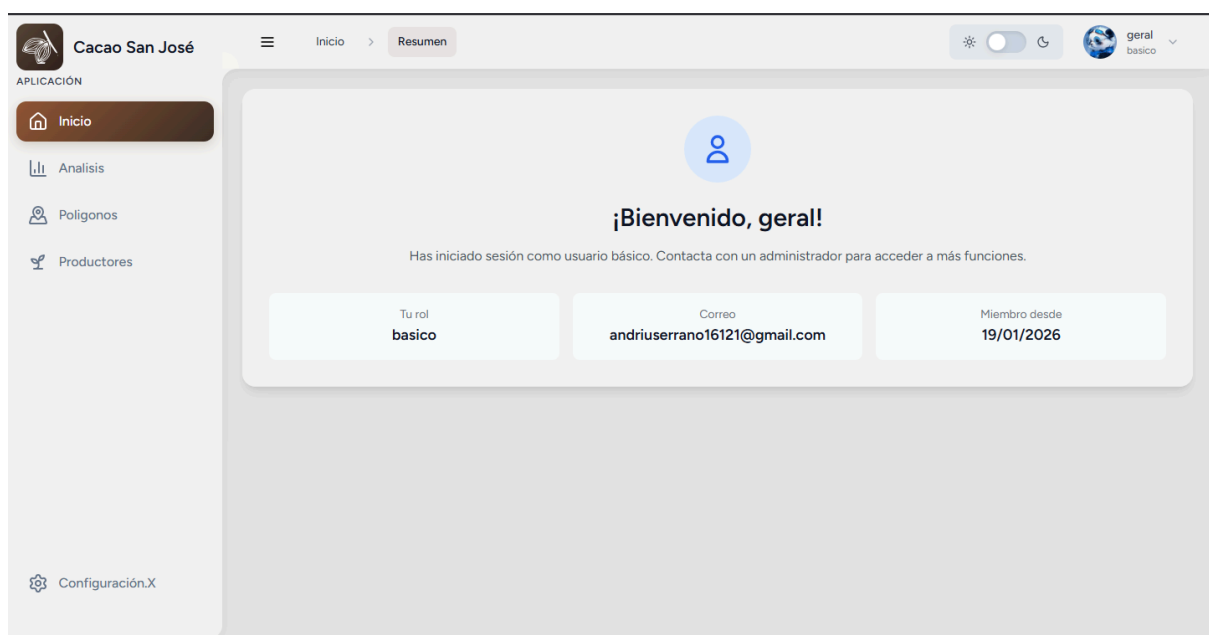 Cacao San José
APLICACIÓN
Inicio
Analisis
Poligonos
Productores
Configuración.X
Inicio > Resumen
geral
basico
¡Bienvenido, geral!
Has iniciado sesión como usuario básico. Contacta con un administrador para acceder a más funciones.
Tu rol
basico
Correo
andriuserrano16121@gmail.com
Miembro desde
19/01/2026